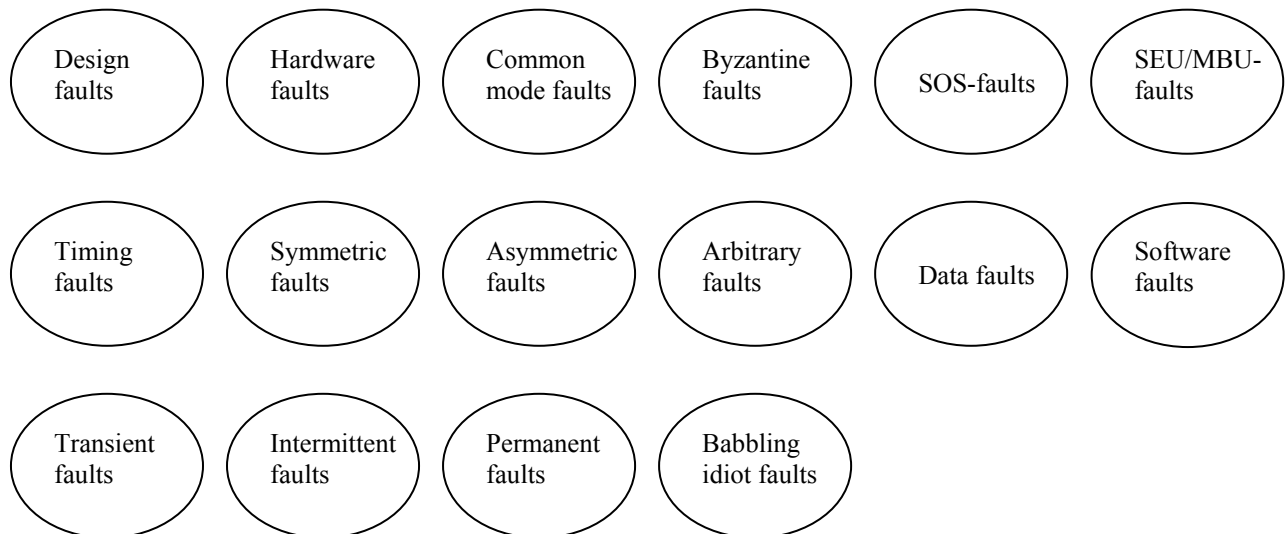 Design
faults
Hardware
faults
Common
mode faults
Byzantine
faults
SOS-faults
SEU/MBU-
faults
Timing
faults
Symmetric
faults
Asymmetric
faults
Arbitrary
faults
Data faults
Software
faults
Transient
faults
Intermittent
faults
Permanent
faults
Babbling
idiot faults